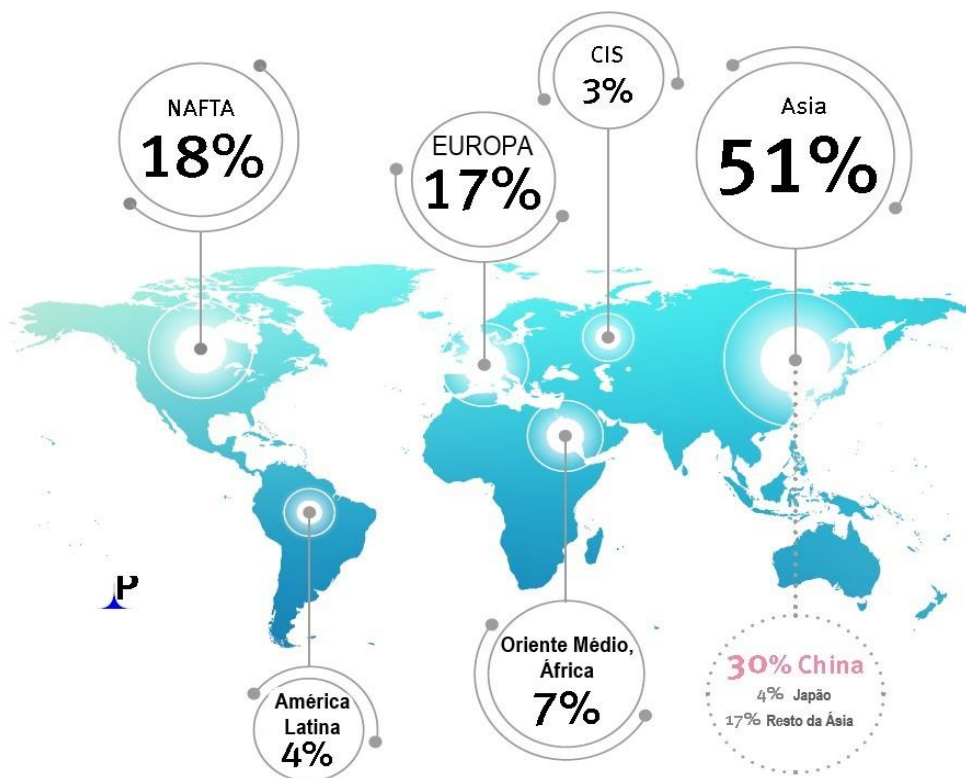 NAFTA
18%
EUROPA
17%
CIS
3%
Asia
51%
P
América
Latina
4%
Oriente Médio,
África
7%
30% China
4% Japão
17% Resto da Ásia